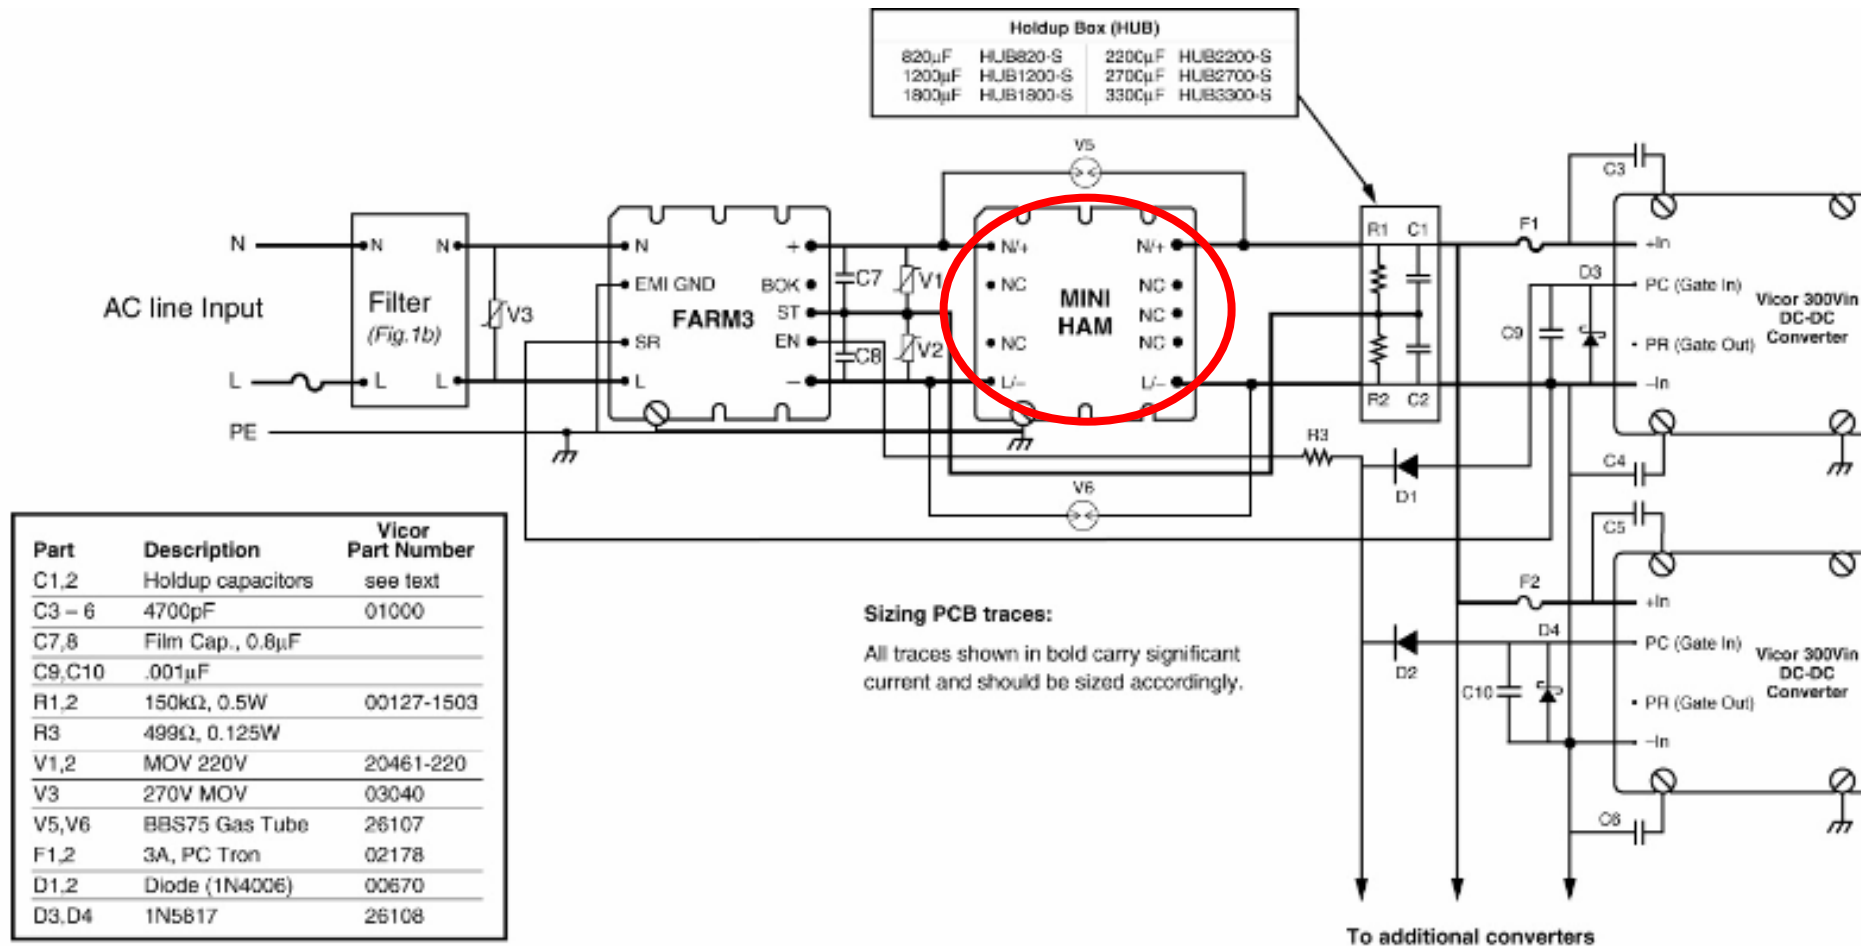 Holdup Box (HUB)
820µF HUB820-S 2200µF HUB2200-S
1200µF HUB1200-S 2700µF HUB2700-S
1800µF HUB1800-S 3300µF HUB3300-S
V5
C3
N
N
N
N
+
N/+
N/+
R1
C1
F1
+In
EMI GND
BOK
C7
V1
NC
NC
D3
PC (Gate In)
AC line Input
Filter
(Fig.1b)
V3
FARM3
ST
MINI
HAM
NC
Vicor 300Vin
DC-DC
Converter
SR
EN
C8
V2
NC
NC
C9
PR (Gate Out)
L
L
L
L
–
L/–
L/–
R2
C2
–In
PE
R3
C4
D1
V6
C5
F2
+In
D4
PC (Gate In)
D2
C10
Vicor 300Vin
DC-DC
Converter
PR (Gate Out)
–In
C6
To additional converters
Sizing PCB traces:
All traces shown in bold carry significant
current and should be sized accordingly.
Part Description Vicor Part Number
C1,2 Holdup capacitors see text
C3 – 6 4700pF 01000
C7,8 Film Cap., 0.8µF
C9,C10 .001µF
R1,2 150kΩ, 0.5W 00127-1503
R3 499Ω, 0.125W
V1,2 MOV 220V 20461-220
V3 270V MOV 03040
V5,V6 BBS75 Gas Tube 26107
F1,2 3A, PC Tron 02178
D1,2 Diode (1N4006) 00670
D3,D4 1N5817 26108